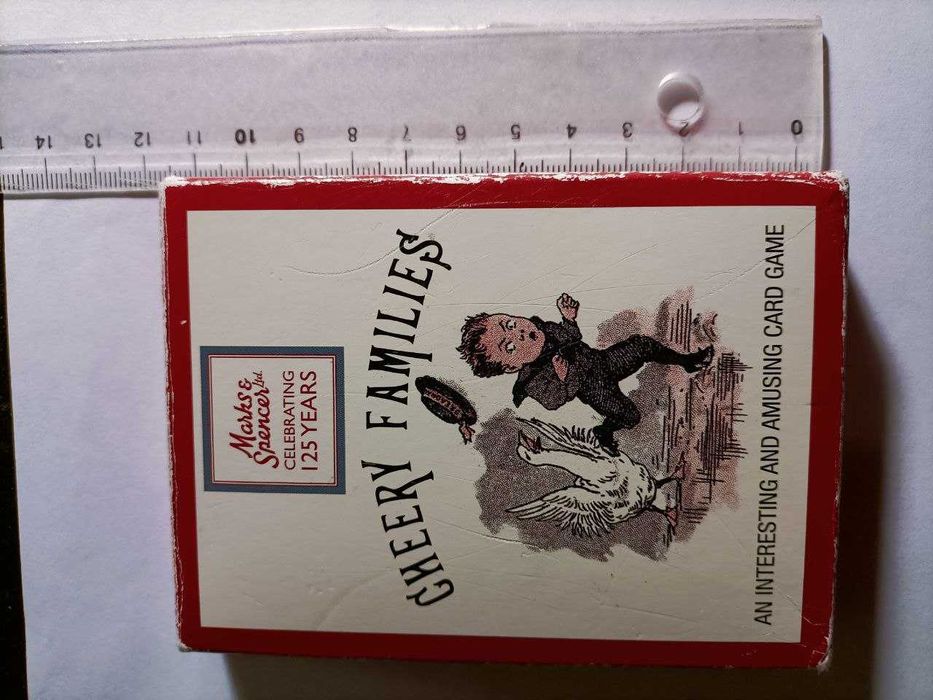 Marks &
Spencer Ltd.
CELEBRATING
125 YEARS
CHEERY FAMILIES
AN INTERESTING AND AMUSING CARD GAME
14 13 12 11 10 9 8 7 6 5 4 3 2 1 0